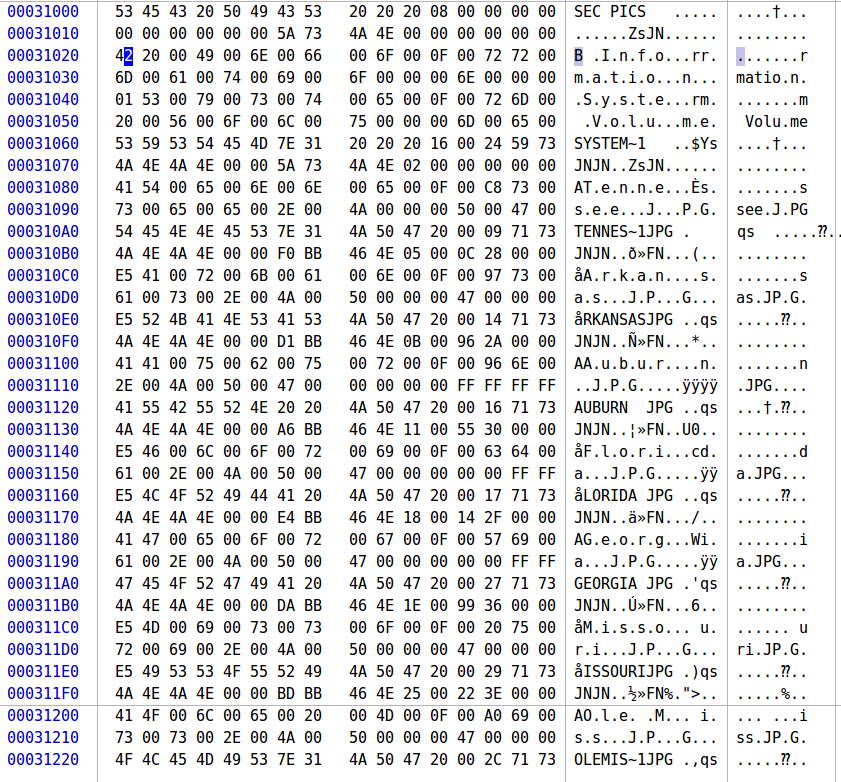 00031000 53 45 43 20 50 49 43 53 20 20 20 08 00 00 00 00 SEC PICS ..... ....†...
00031010 00 00 00 00 00 00 5A 73 4A 4E 00 00 00 00 00 00 ......ZsJN...... ........
00031020 42 20 00 49 00 6E 00 66 00 6F 00 0F 00 72 72 00 B .I.n.f.o...rr. .......r
00031030 6D 00 61 00 74 00 69 00 6F 00 00 00 6E 00 00 00 m.a.t.i.o...n... matio.n.
00031040 01 53 00 79 00 73 00 74 00 65 00 0F 00 72 6D 00 .S.y.s.t.e...rm. .......m
00031050 20 00 56 00 6F 00 6C 00 75 00 00 00 6D 00 65 00 .V.o.l.u...m.e. Volu.me
00031060 53 59 53 54 45 4D 7E 31 20 20 20 16 00 24 59 73 SYSTEM~1 ..$Ys ....†...
00031070 4A 4E 4A 4E 00 00 5A 73 4A 4E 02 00 00 00 00 00 JNJN..ZsJN...... ........
00031080 41 54 00 65 00 6E 00 6E 00 65 00 0F 00 C8 73 00 AT.e.n.n.e...Ès. .......s
00031090 73 00 65 00 65 00 2E 00 4A 00 00 00 50 00 47 00 s.e.e...J...P.G. see.J.PG
000310A0 54 45 4E 4E 45 53 7E 31 4A 50 47 20 00 09 71 73 TENNES~1JPG . qs .....⁇..
000310B0 4A 4E 4A 4E 00 00 F0 BB 46 4E 05 00 0C 28 00 00 JNJN..ð»FN...(.. ........
000310C0 E5 41 00 72 00 6B 00 61 00 6E 00 0F 00 97 73 00 åA.r.k.a.n....s. .......s
000310D0 61 00 73 00 2E 00 4A 00 50 00 00 00 47 00 00 00 a.s...J.P...G... as.JP.G.
000310E0 E5 52 4B 41 4E 53 41 53 4A 50 47 20 00 14 71 73 åRKANSASJPG ..qs .....⁇..
000310F0 4A 4E 4A 4E 00 00 D1 BB 46 4E 0B 00 96 2A 00 00 JNJN..Ñ»FN...*.. ........
00031100 41 41 00 75 00 62 00 75 00 72 00 0F 00 96 6E 00 AA.u.b.u.r....n. .......n
00031110 2E 00 4A 00 50 00 47 00 00 00 00 00 FF FF FF FF ..J.P.G.....ÿÿÿÿ .JPG....
00031120 41 55 42 55 52 4E 20 20 4A 50 47 20 00 16 71 73 AUBURN JPG ..qs ...†.⁇..
00031130 4A 4E 4A 4E 00 00 A6 BB 46 4E 11 00 55 30 00 00 JNJN..¦»FN..U0.. ........
00031140 E5 46 00 6C 00 6F 00 72 00 69 00 0F 00 63 64 00 åF.l.o.r.i...cd. .......d
00031150 61 00 2E 00 4A 00 50 00 47 00 00 00 00 00 FF FF a...J.P.G.....ÿÿ a.JPG...
00031160 E5 4C 4F 52 49 44 41 20 4A 50 47 20 00 17 71 73 åLORIDA JPG ..qs .....⁇..
00031170 4A 4E 4A 4E 00 00 E4 BB 46 4E 18 00 14 2F 00 00 JNJN..ä»FN.../.. ........
00031180 41 47 00 65 00 6F 00 72 00 67 00 0F 00 57 69 00 AG.e.o.r.g...Wi. .......i
00031190 61 00 2E 00 4A 00 50 00 47 00 00 00 00 00 FF FF a...J.P.G.....ÿÿ a.JPG...
000311A0 47 45 4F 52 47 49 41 20 4A 50 47 20 00 27 71 73 GEORGIA JPG .'qs .....⁇..
000311B0 4A 4E 4A 4E 00 00 DA BB 46 4E 1E 00 99 36 00 00 JNJN..Ú»FN...6.. ........
000311C0 E5 4D 00 69 00 73 00 73 00 6F 00 0F 00 20 75 00 åM.i.s.s.o... u. ...... u
000311D0 72 00 69 00 2E 00 4A 00 50 00 00 00 47 00 00 00 r.i...J.P...G... ri.JP.G.
000311E0 E5 49 53 53 4F 55 52 49 4A 50 47 20 00 29 71 73 åISSOURIJPG .)qs .....⁇..
000311F0 4A 4E 4A 4E 00 00 BD BB 46 4E 25 00 22 3E 00 00 JNJN..½»FN%.">.. .....%..
00031200 41 4F 00 6C 00 65 00 20 00 4D 00 0F 00 A0 69 00 AO.l.e. .M... i. ... ...i
00031210 73 00 73 00 2E 00 4A 00 50 00 00 00 47 00 00 00 s.s...J.P...G... ss.JP.G.
00031220 4F 4C 45 4D 49 53 7E 31 4A 50 47 20 00 2C 71 73 OLEMIS~1JPG .,qs .....⁇..